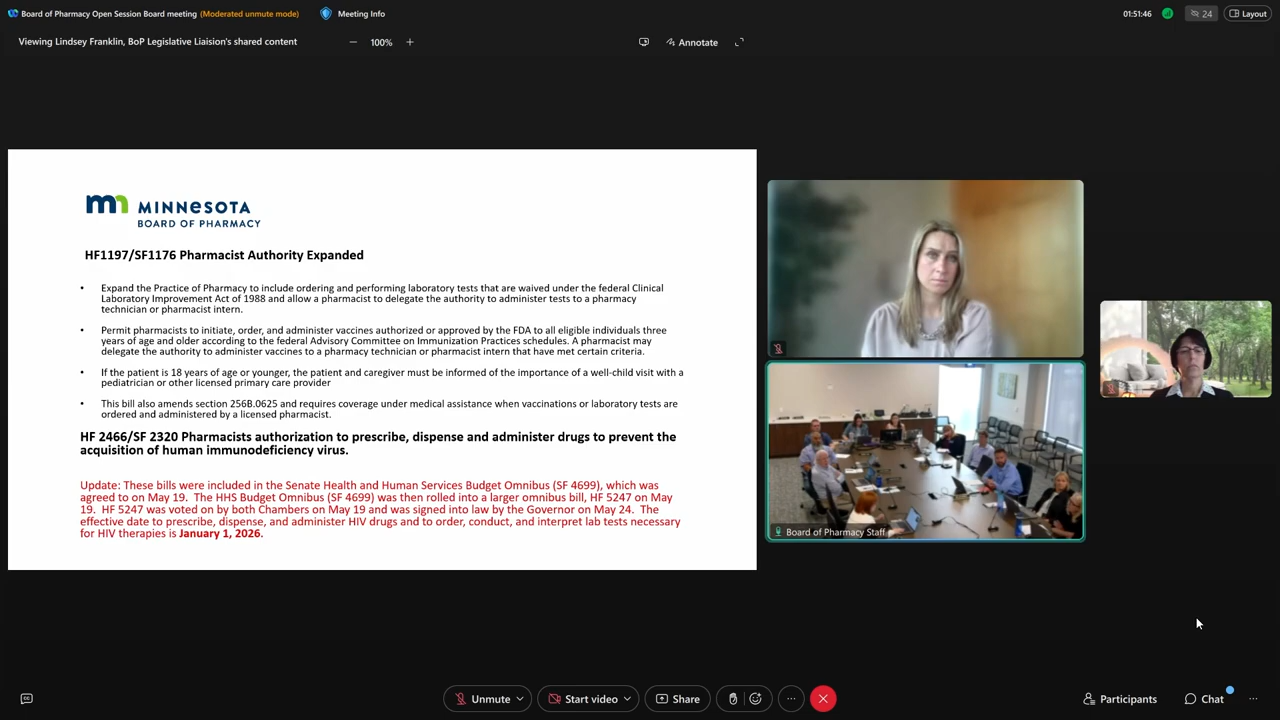 Board of Pharmacy Open Session Board meeting (Moderated unmute mode)
Meeting Info
01:51:46
24
Layout
Viewing Lindsey Franklin, BoP Legislative Liaision's shared content
100%
Annotate
mn MINNESOTA
BOARD OF PHARMACY
HF1197/SF1176 Pharmacist Authority Expanded
• Expand the Practice of Pharmacy to include ordering and performing laboratory tests that are waived under the federal Clinical
Laboratory Improvement Act of 1988 and allow a pharmacist to delegate the authority to administer tests to a pharmacy
technician or pharmacist intern.
• Permit pharmacists to initiate, order, and administer vaccines authorized or approved by the FDA to all eligible individuals three
years of age and older according to the federal Advisory Committee on Immunization Practices schedules. A pharmacist may
delegate the authority to administer vaccines to a pharmacy technician or pharmacist intern that have met certain criteria.
• If the patient is 18 years of age or younger, the patient and caregiver must be informed of the importance of a well-child visit with a
pediatrician or other licensed primary care provider
• This bill also amends section 256B.0625 and requires coverage under medical assistance when vaccinations or laboratory tests are
ordered and administered by a licensed pharmacist.
HF 2466/SF 2320 Pharmacists authorization to prescribe, dispense and administer drugs to prevent the
acquisition of human immunodeficiency virus.
Update: These bills were included in the Senate Health and Human Services Budget Omnibus (SF 4699), which was
agreed to on May 19. The HHS Budget Omnibus (SF 4699) was then rolled into a larger omnibus bill, HF 5247 on May
19. HF 5247 was voted on by both Chambers on May 19 and was signed into law by the Governor on May 24. The
effective date to prescribe, dispense, and administer HIV drugs and to order, conduct, and interpret lab tests necessary
for HIV therapies is January 1, 2026.
Board of Pharmacy Staff
Unmute
Start video
Share
Participants
Chat